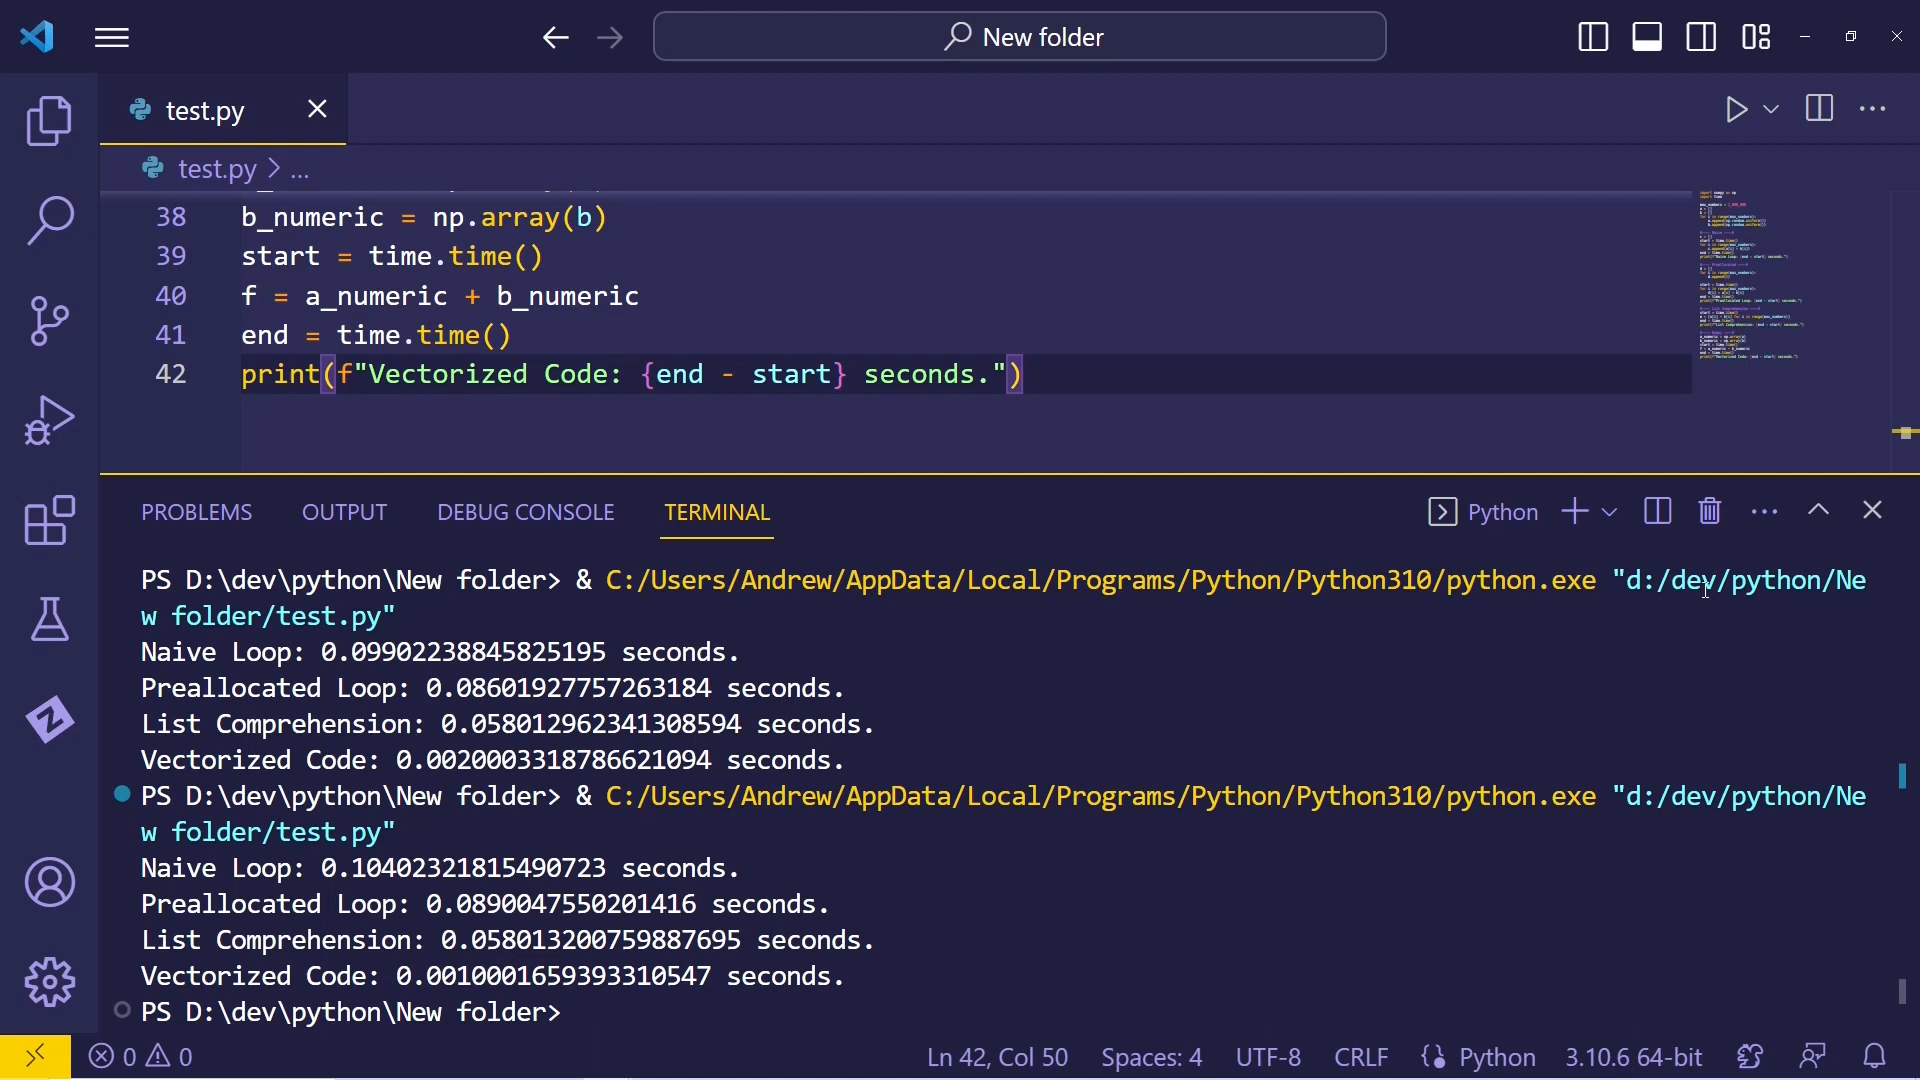 New folder
test.py
test.py > ...
38 b_numeric = np.array(b)
39 start = time.time()
40 f = a_numeric + b_numeric
41 end = time.time()
42 print(f"Vectorized Code: {end - start} seconds.")
PROBLEMS OUTPUT DEBUG CONSOLE TERMINAL Python
PS D:\dev\python\New folder> & C:/Users/Andrew/AppData/Local/Programs/Python/Python310/python.exe "d:/dev/python/Ne
w folder/test.py"
Naive Loop: 0.09902238845825195 seconds.
Preallocated Loop: 0.08601927757263184 seconds.
List Comprehension: 0.058012962341308594 seconds.
Vectorized Code: 0.0020003318786621094 seconds.
PS D:\dev\python\New folder> & C:/Users/Andrew/AppData/Local/Programs/Python/Python310/python.exe "d:/dev/python/Ne
w folder/test.py"
Naive Loop: 0.10402321815490723 seconds.
Preallocated Loop: 0.0890047550201416 seconds.
List Comprehension: 0.058013200759887695 seconds.
Vectorized Code: 0.0010001659393310547 seconds.
PS D:\dev\python\New folder>
0 0 Ln 42, Col 50 Spaces: 4 UTF-8 CRLF Python 3.10.6 64-bit